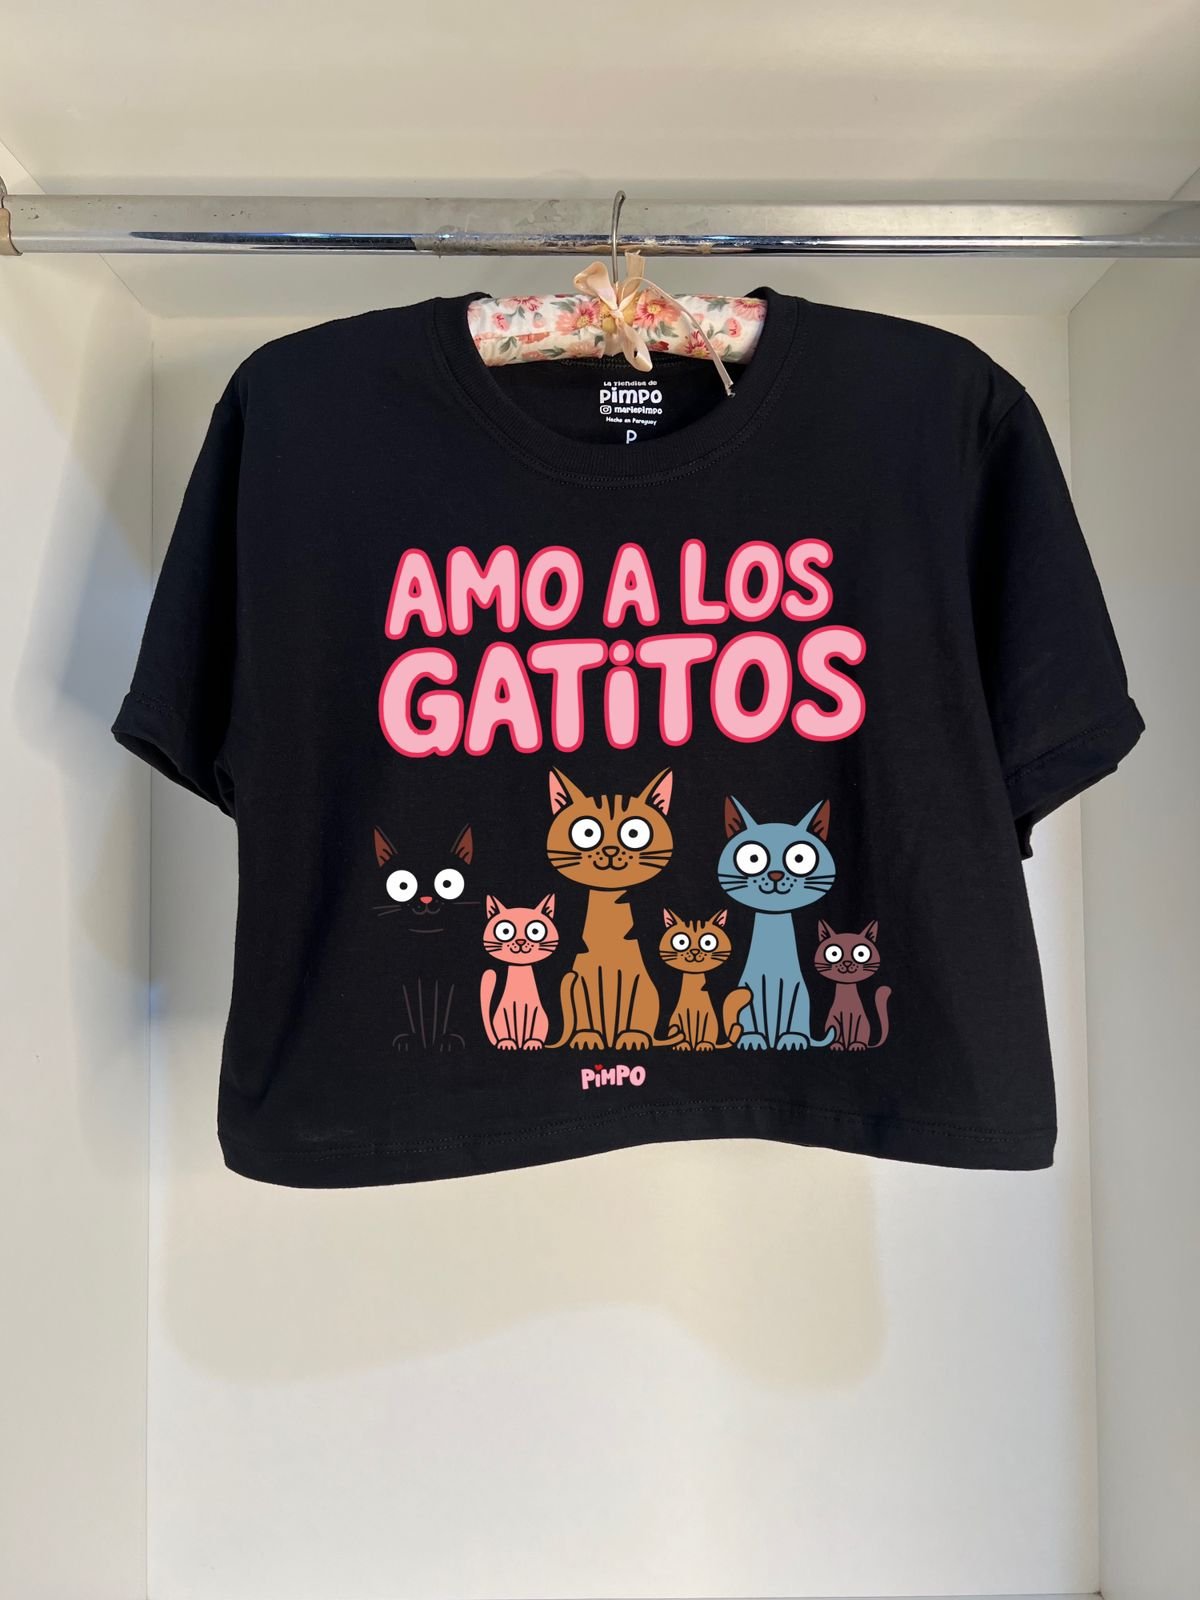 La Tiendita de
PiMPO
mariepimpo
Hecho en Paraguay
P
AMO A LOS
GATiTOS
PiMPO